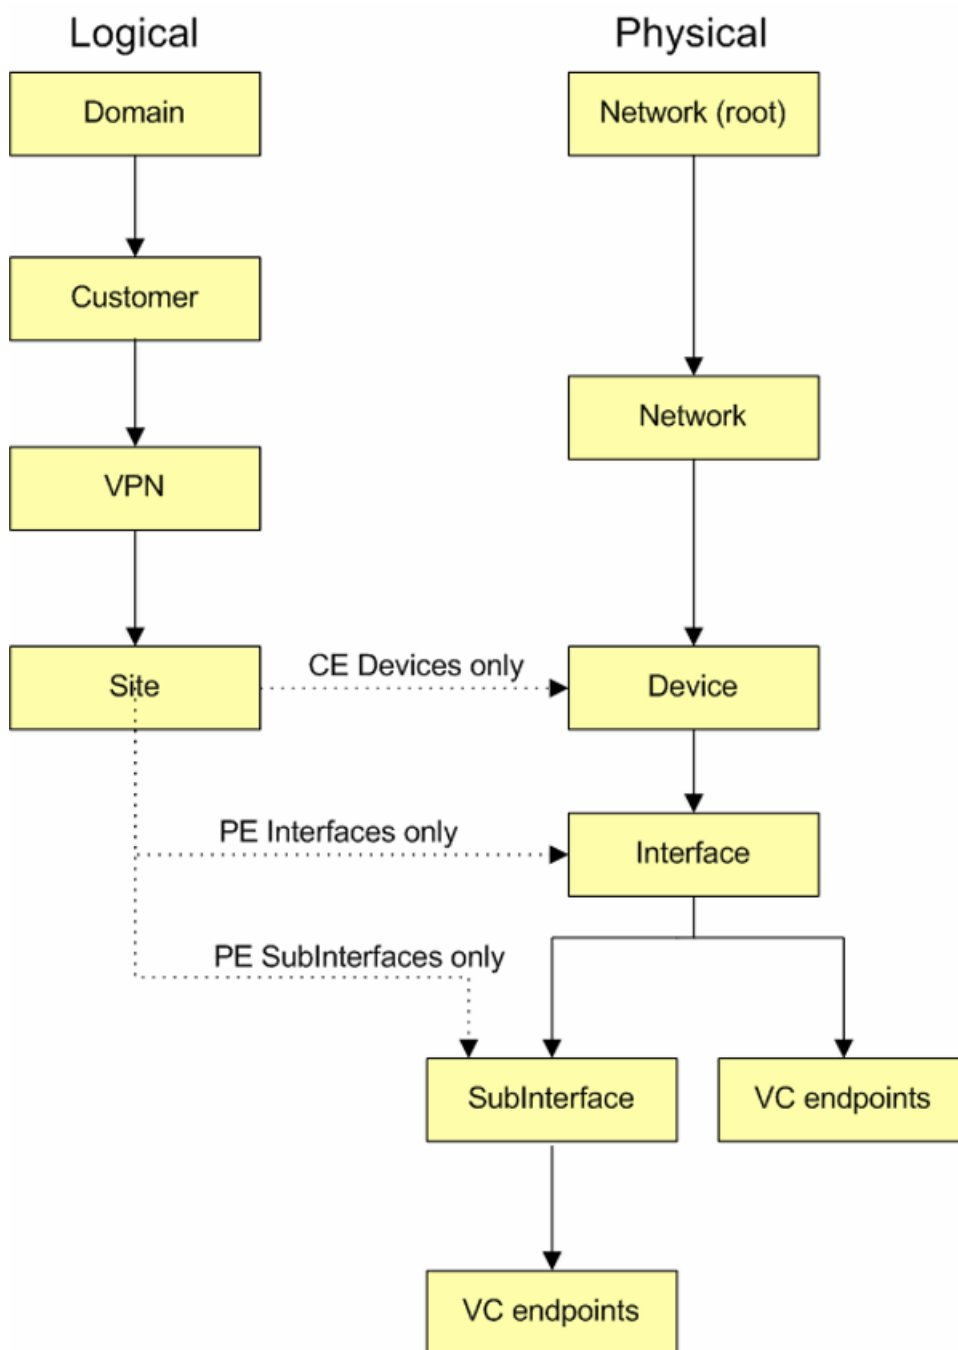 Logical
Physical
Domain
Network (root)
Customer
Network
VPN
Site
CE Devices only
Device
PE Interfaces only
Interface
PE SubInterfaces only
SubInterface
VC endpoints
VC endpoints